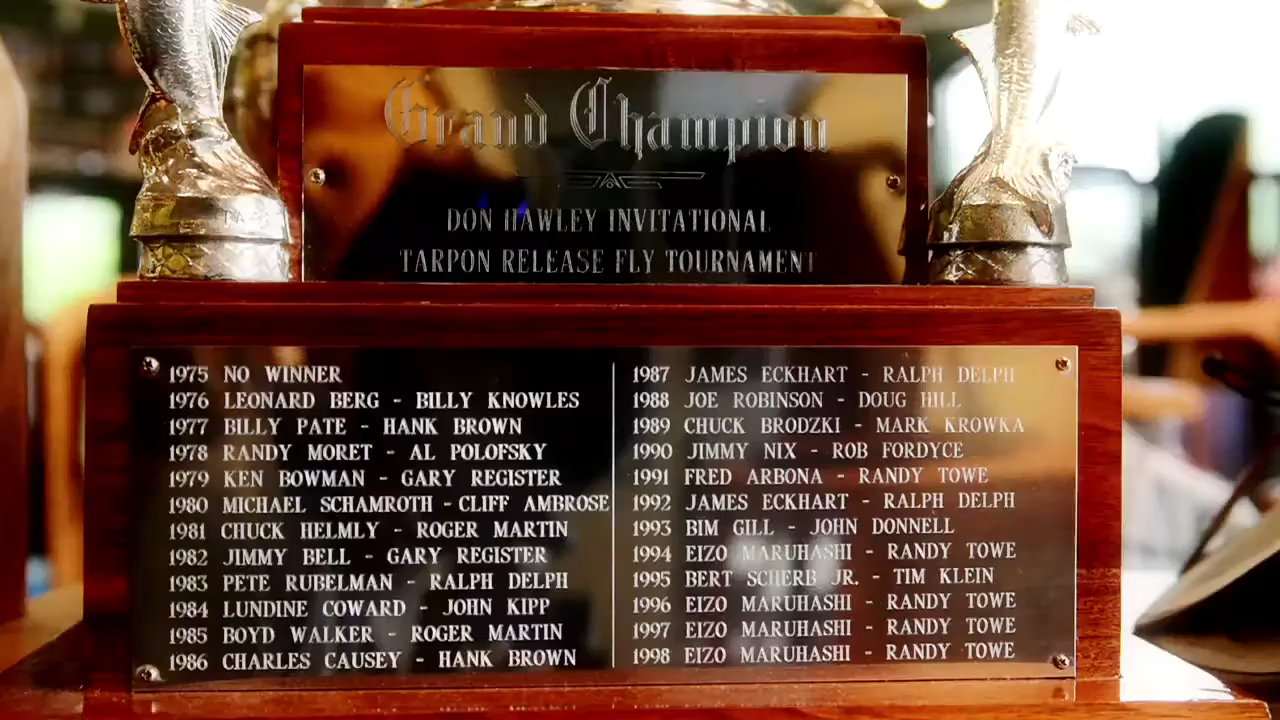 Grand Champion
DON HAWLEY INVITATIONAL
TARPON RELEASE FLY TOURNAMENT
1975 NO WINNER
1976 LEONARD BERG - BILLY KNOWLES
1977 BILLY PATE - HANK BROWN
1978 RANDY MORET - AL POLOFSKY
1979 KEN BOWMAN - GARY REGISTER
1980 MICHAEL SCHAMROTH - CLIFF AMBROSE
1981 CHUCK HELMLY - ROGER MARTIN
1982 JIMMY BELL - GARY REGISTER
1983 PETE RUBELMAN - RALPH DELPH
1984 LUNDINE COWARD - JOHN KIPP
1985 BOYD WALKER - ROGER MARTIN
1986 CHARLES CAUSEY - HANK BROWN
1987 JAMES ECKHART - RALPH DELPH
1988 JOE ROBINSON - DOUG HILL
1989 CHUCK BRODZKI - MARK KROWKA
1990 JIMMY NIX - ROB FORDYCE
1991 FRED ARBONA - RANDY TOWE
1992 JAMES ECKHART - RALPH DELPH
1993 BIM GILL - JOHN DONNELL
1994 EIZO MARUHASHI - RANDY TOWE
1995 BERT SCHERB JR. - TIM KLEIN
1996 EIZO MARUHASHI - RANDY TOWE
1997 EIZO MARUHASHI - RANDY TOWE
1998 EIZO MARUHASHI - RANDY TOWE